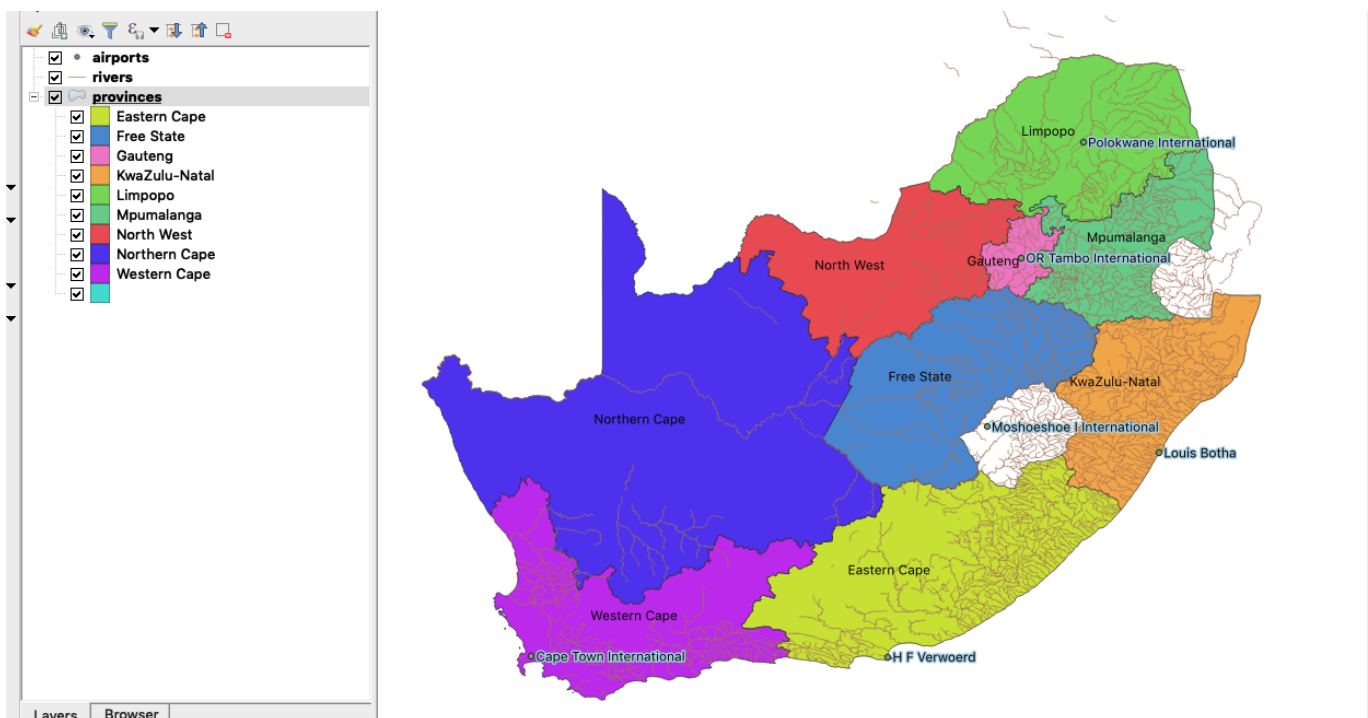 airports
rivers
provinces
Eastern Cape
Free State
Gauteng
KwaZulu-Natal
Limpopo
Mpumalanga
North West
Northern Cape
Western Cape
Layers
Browser
Limpopo
Polokwane International
Mpumalanga
Gauteng
OR Tambo International
North West
Free State
KwaZulu-Natal
Northern Cape
Moshoeshoe I International
Louis Botha
Eastern Cape
Western Cape
Cape Town International
H F Verwoerd